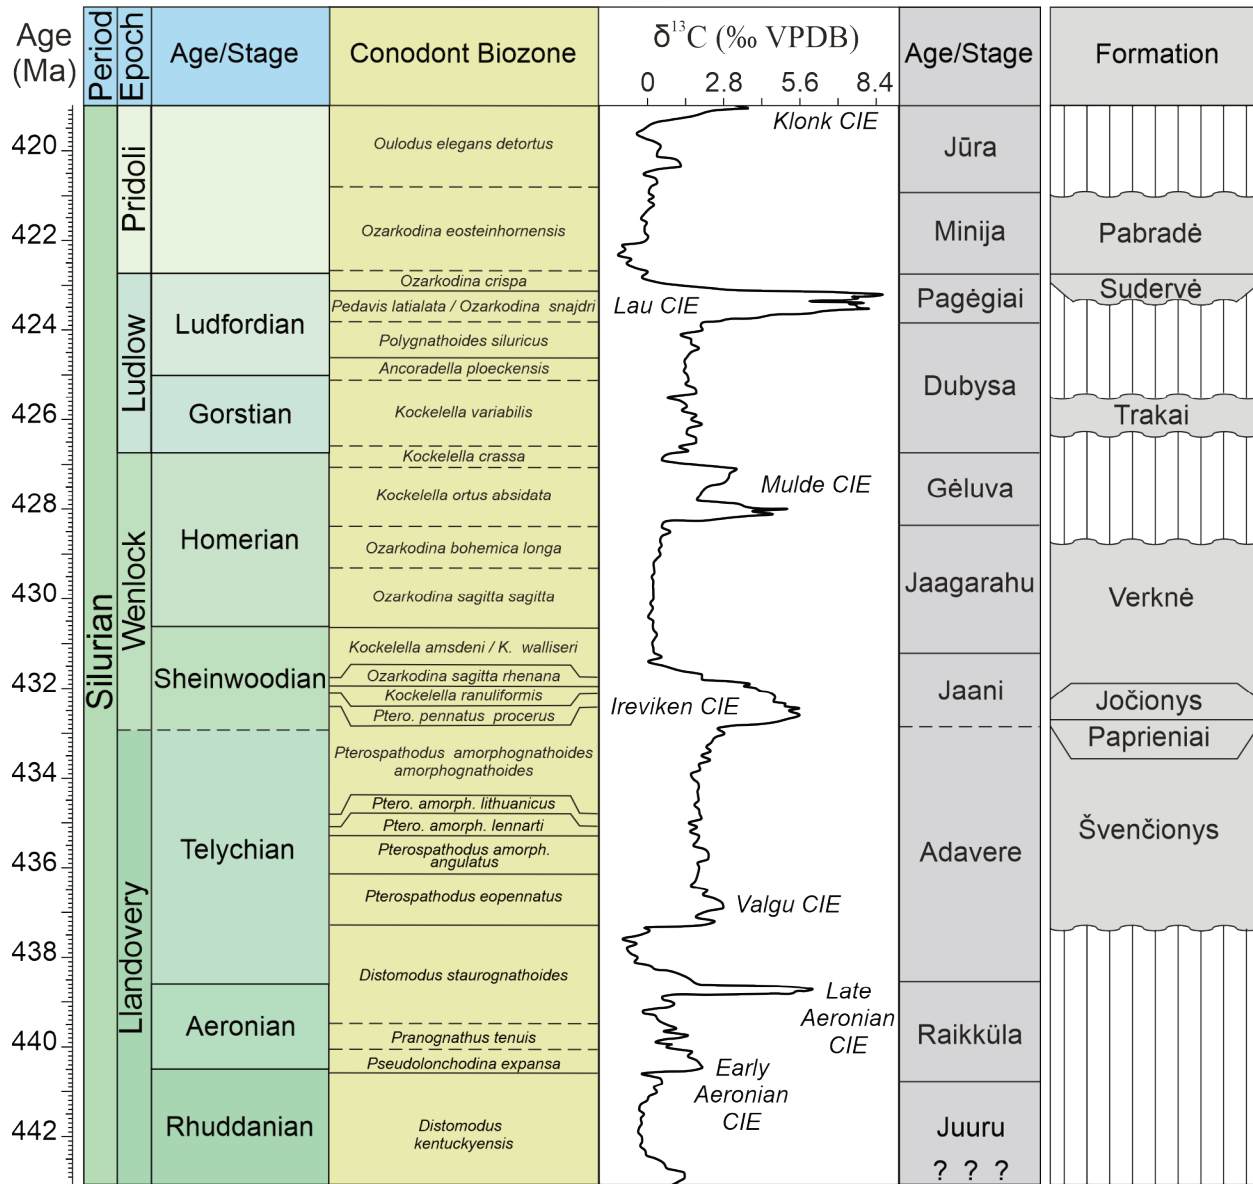 Age
(Ma)
Period
Epoch
Age/Stage
Conodont Biozone
δ¹³C (‰ VPDB)
0 2.8 5.6 8.4
Age/Stage
Formation
420
422
424
426
428
430
432
434
436
438
440
442
Silurian
Pridoli
Ludlow
Wenlock
Llandovery
Ludfordian
Gorstian
Homerian
Sheinwoodian
Telychian
Aeronian
Rhuddanian
Oulodus elegans detortus
Ozarkodina eosteinhornensis
Ozarkodina crispa
Pedavis latialata / Ozarkodina snajdri
Polygnathoides siluricus
Ancoradella ploeckensis
Kockelella variabilis
Kockelella crassa
Kockelella ortus absidata
Ozarkodina bohemica longa
Ozarkodina sagitta sagitta
Kockelella amsdeni / K. walliseri
Ozarkodina sagitta rhenana
Kockelella ranuliformis
Ptero. pennatus procerus
Pterospathodus amorphognathoides
amorphognathoides
Ptero. amorph. lithuanicus
Ptero. amorph. lennarti
Pterospathodus amorph.
angulatus
Pterospathodus eopennatus
Distomodus staurognathoides
Pranognathus tenuis
Pseudolonchodina expansa
Distomodus
kentuckyensis
Klonk CIE
Lau CIE
Mulde CIE
Ireviken CIE
Valgu CIE
Late
Aeronian
CIE
Early
Aeronian
CIE
Jūra
Minija
Pagėgiai
Dubysa
Gėluva
Jaagarahu
Jaani
Adavere
Raikküla
Juuru
? ? ?
Pabradė
Sudervė
Trakai
Verknė
Jočionys
Paprieniai
Švenčionys